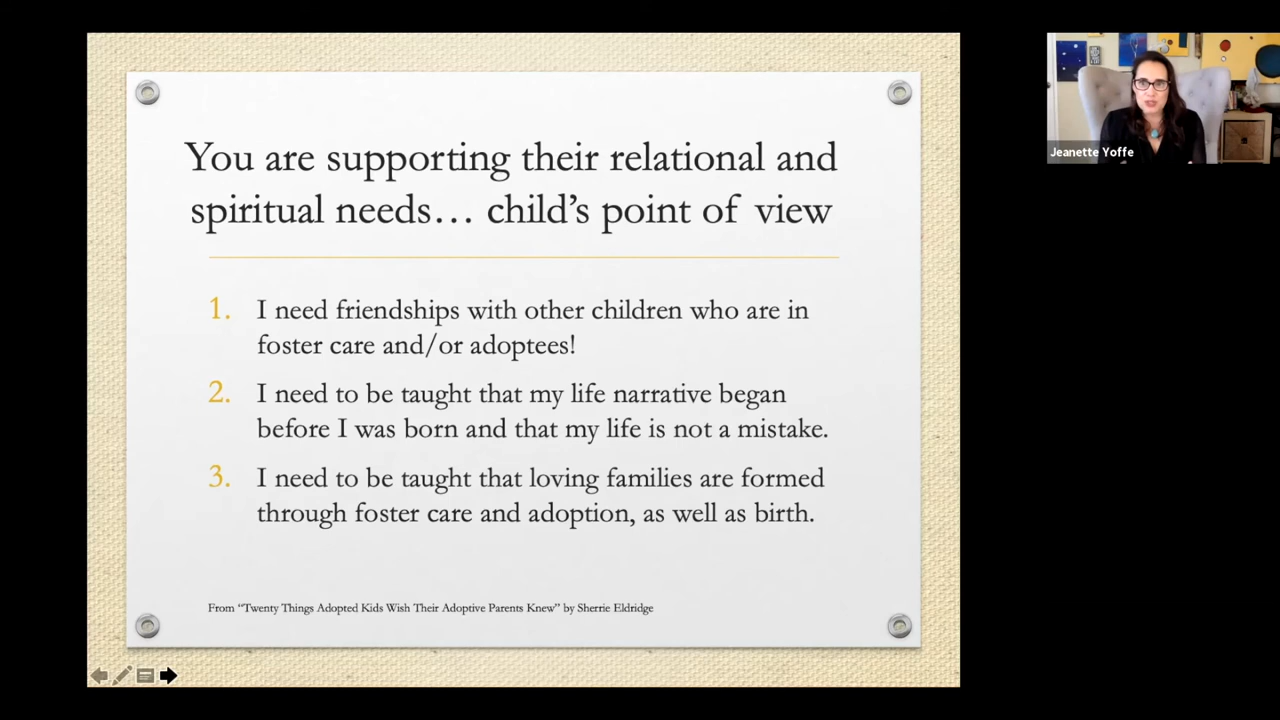 You are supporting their relational and
spiritual needs… child’s point of view
1. I need friendships with other children who are in
foster care and/or adoptees!
2. I need to be taught that my life narrative began
before I was born and that my life is not a mistake.
3. I need to be taught that loving families are formed
through foster care and adoption, as well as birth.
From “Twenty Things Adopted Kids Wish Their Adoptive Parents Knew” by Sherrie Eldridge
Jeanette Yoffe